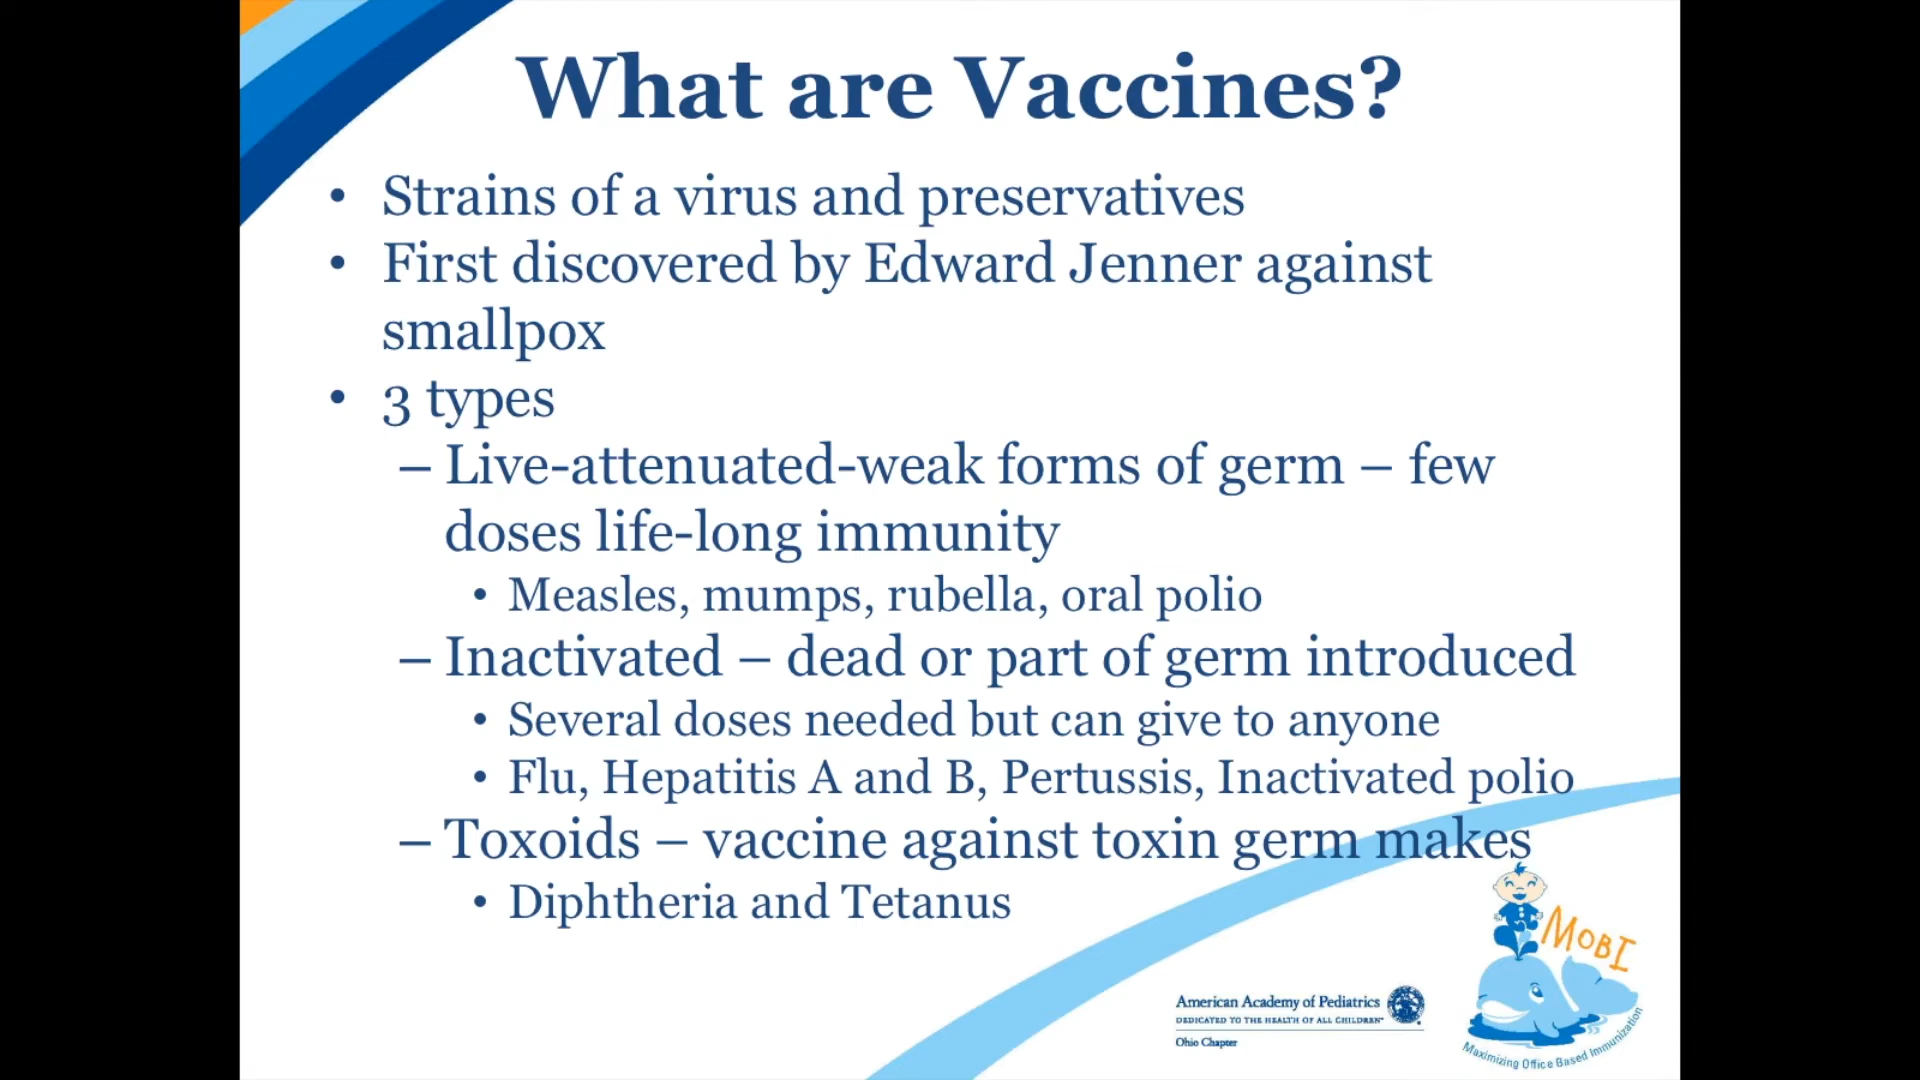 What are Vaccines?
• Strains of a virus and preservatives
• First discovered by Edward Jenner against
smallpox
• 3 types
– Live-attenuated-weak forms of germ – few
doses life-long immunity
• Measles, mumps, rubella, oral polio
– Inactivated – dead or part of germ introduced
• Several doses needed but can give to anyone
• Flu, Hepatitis A and B, Pertussis, Inactivated polio
– Toxoids – vaccine against toxin germ makes
• Diphtheria and Tetanus
MOBI
American Academy of Pediatrics
DEDICATED TO THE HEALTH OF ALL CHILDREN™
Ohio Chapter
Maximizing Office Based Immunization